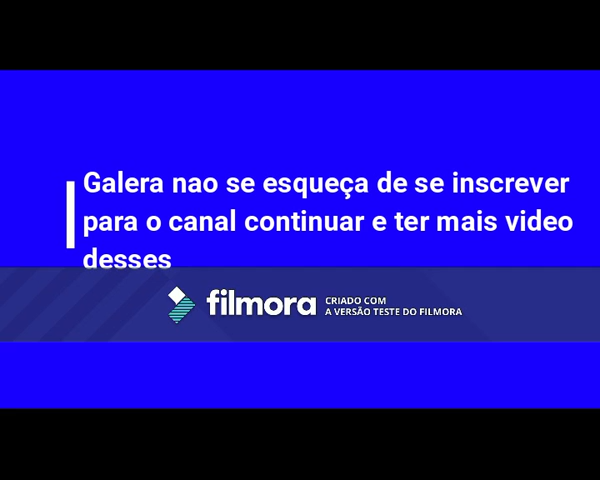 Galera nao se esqueça de se inscrever
para o canal continuar e ter mais video
desses
filmora
CRIADO COM
A VERSÃO TESTE DO FILMORA